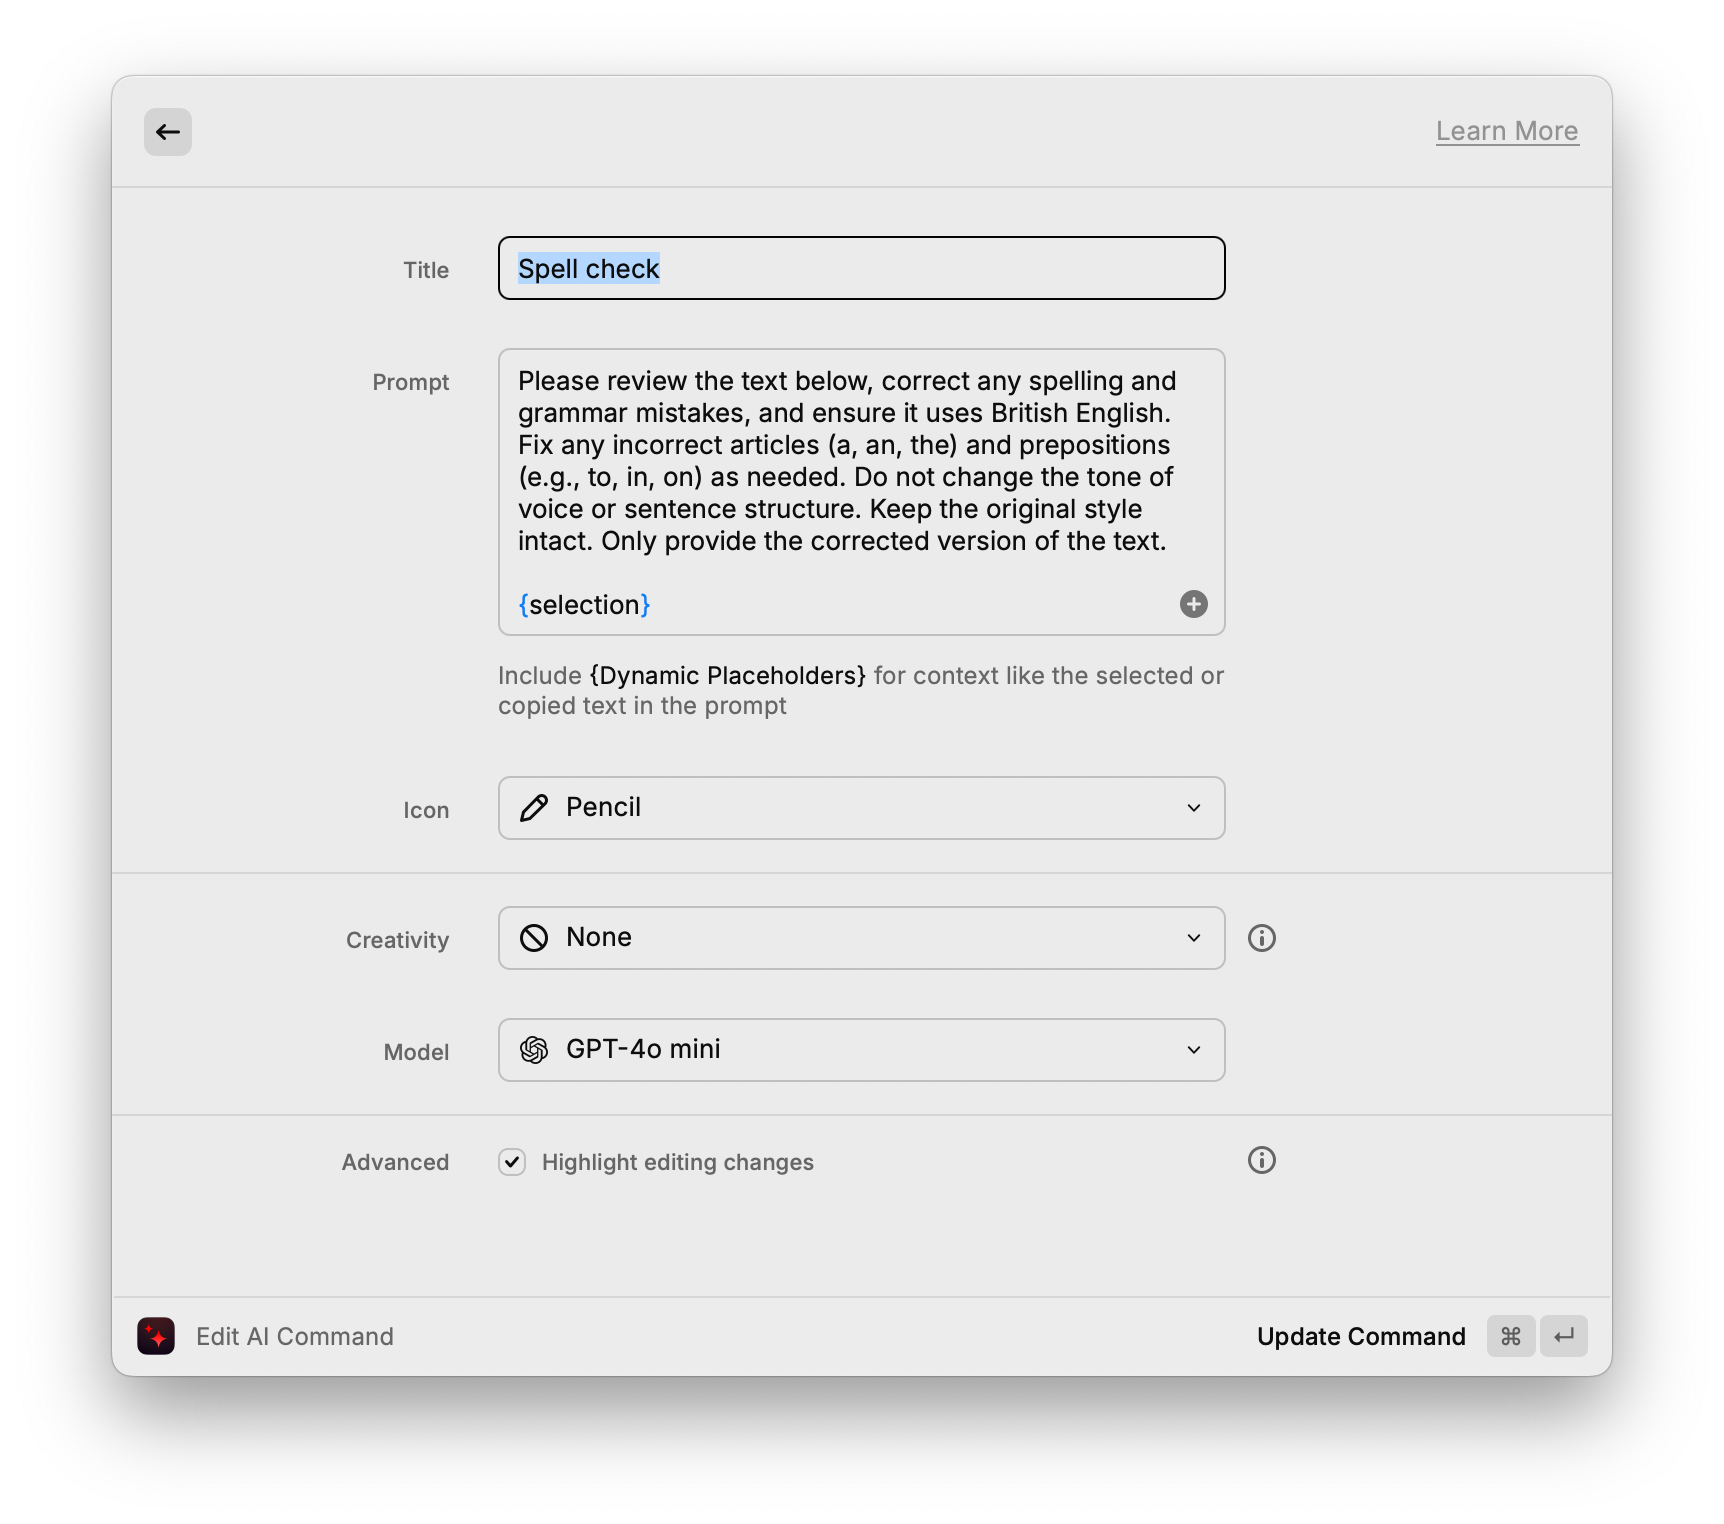 Learn More
Title
Spell check
Prompt
Please review the text below, correct any spelling and
grammar mistakes, and ensure it uses British English.
Fix any incorrect articles (a, an, the) and prepositions
(e.g., to, in, on) as needed. Do not change the tone of
voice or sentence structure. Keep the original style
intact. Only provide the corrected version of the text.
{selection}
Include {Dynamic Placeholders} for context like the selected or
copied text in the prompt
Icon
Pencil
Creativity
None
Model
GPT-4o mini
Advanced
Highlight editing changes
Edit AI Command
Update Command ⌘ ↵